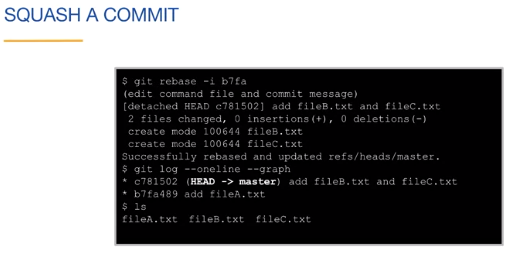 SQUASH A COMMIT
$ git rebase -i b7fa
(edit command file and commit message)
[detached HEAD c781502] add fileB.txt and fileC.txt
 2 files changed, 0 insertions(+), 0 deletions(-)
 create mode 100644 fileB.txt
 create mode 100644 fileC.txt
Successfully rebased and updated refs/heads/master.
$ git log --oneline --graph
* c781502 (HEAD -> master) add fileB.txt and fileC.txt
* b7fa489 add fileA.txt
$ ls
fileA.txt  fileB.txt  fileC.txt